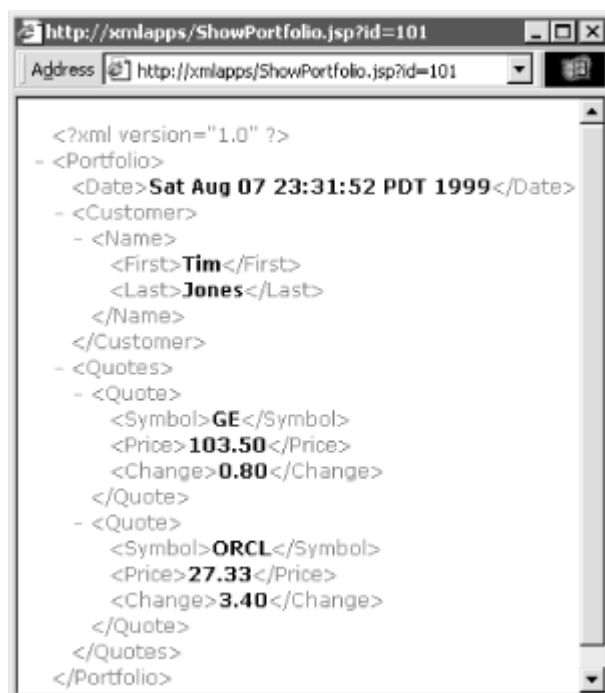 http://xmlapps/ShowPortfolio.jsp?id=101
Address http://xmlapps/ShowPortfolio.jsp?id=101
<?xml version="1.0" ?>
- <Portfolio>
<Date>Sat Aug 07 23:31:52 PDT 1999</Date>
- <Customer>
- <Name>
<First>Tim</First>
<Last>Jones</Last>
</Name>
</Customer>
- <Quotes>
- <Quote>
<Symbol>GE</Symbol>
<Price>103.50</Price>
<Change>0.80</Change>
</Quote>
- <Quote>
<Symbol>ORCL</Symbol>
<Price>27.33</Price>
<Change>3.40</Change>
</Quote>
</Quotes>
</Portfolio>